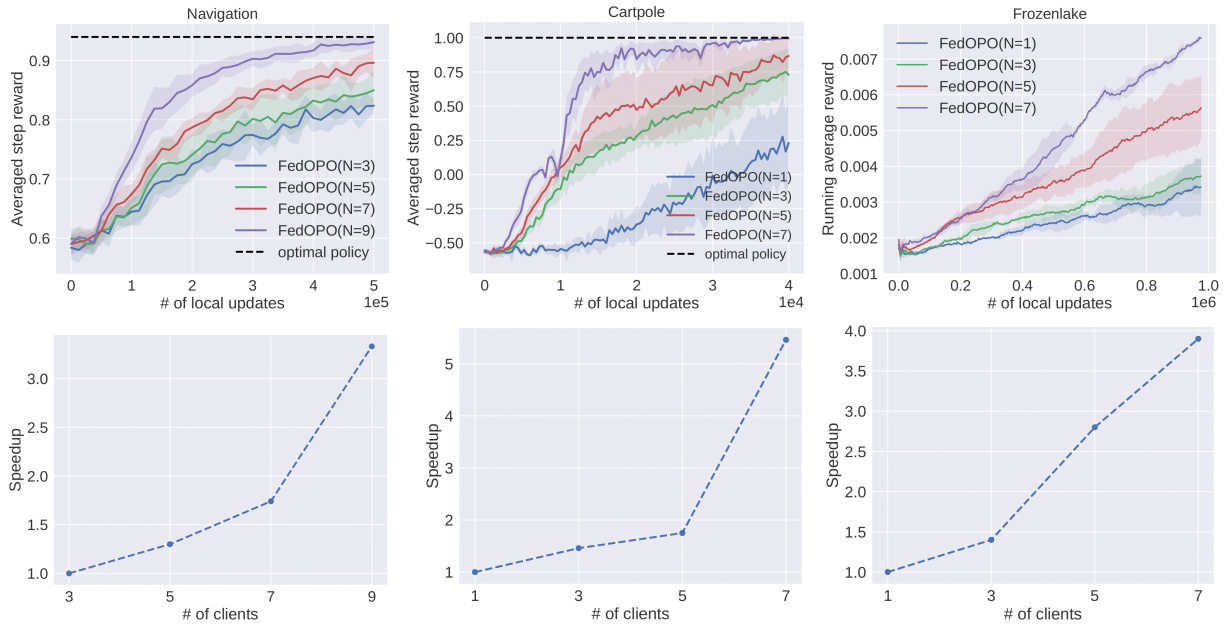 Navigation
Averaged step reward
0.9
0.8
0.7
0.6
FedOPO(N=3)
FedOPO(N=5)
FedOPO(N=7)
FedOPO(N=9)
optimal policy
0 1 2 3 4 5
# of local updates 1e5
Cartpole
Averaged step reward
1.00
0.75
0.50
0.25
0.00
−0.25
−0.50
FedOPO(N=1)
FedOPO(N=3)
FedOPO(N=5)
FedOPO(N=7)
optimal policy
0 1 2 3 4
# of local updates 1e4
Frozenlake
Running average reward
0.007
0.006
0.005
0.004
0.003
0.002
0.001
FedOPO(N=1)
FedOPO(N=3)
FedOPO(N=5)
FedOPO(N=7)
0.0 0.2 0.4 0.6 0.8 1.0
# of local updates 1e6
Speedup
3.0
2.5
2.0
1.5
1.0
3 5 7 9
# of clients
Speedup
5
4
3
2
1
1 3 5 7
# of clients
Speedup
4.0
3.5
3.0
2.5
2.0
1.5
1.0
1 3 5 7
# of clients